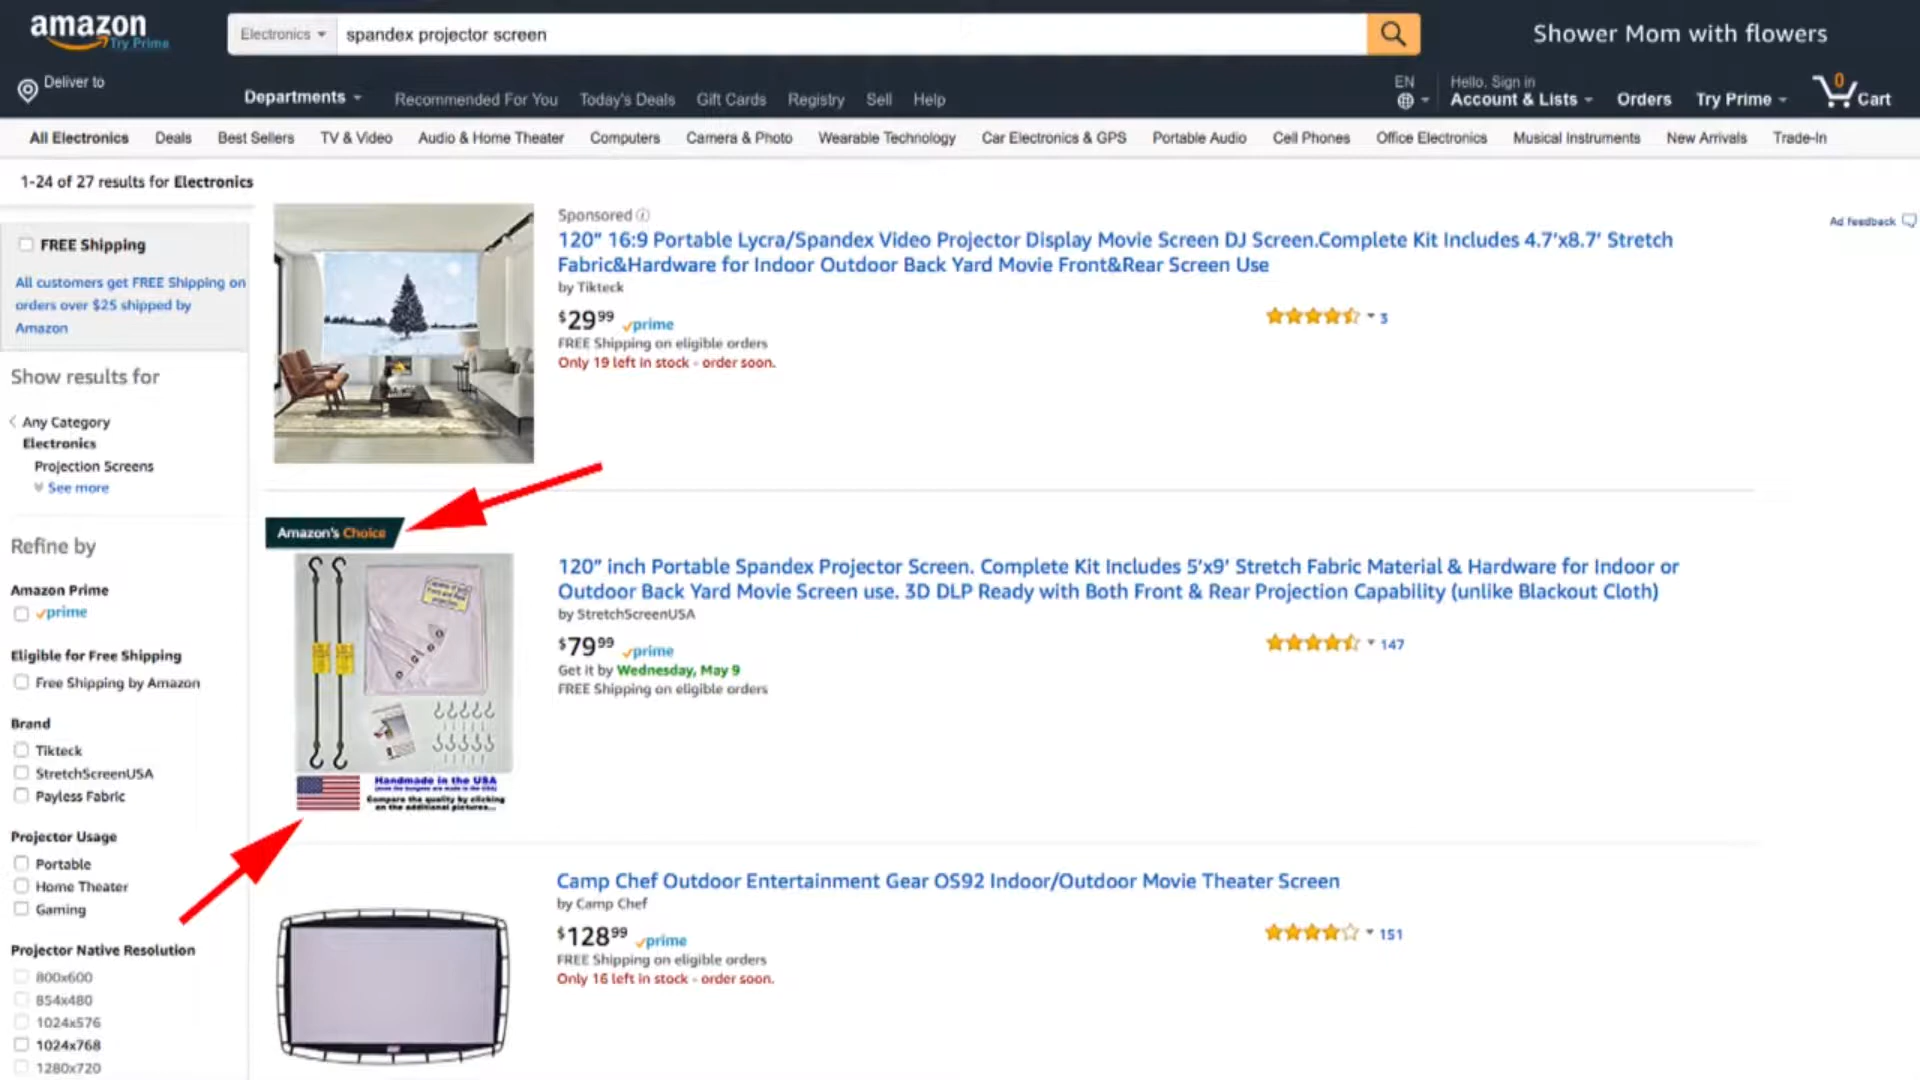 amazon
Try Prime
Electronics
spandex projector screen
Shower Mom with flowers
Deliver to
Departments
Recommended For You
Today's Deals
Gift Cards
Registry
Sell
Help
EN
Hello, Sign in
Account & Lists
Orders
Try Prime
0
Cart
All Electronics
Deals
Best Sellers
TV & Video
Audio & Home Theater
Computers
Camera & Photo
Wearable Technology
Car Electronics & GPS
Portable Audio
Cell Phones
Office Electronics
Musical Instruments
New Arrivals
Trade-In
1-24 of 27 results for Electronics
FREE Shipping
All customers get FREE Shipping on
orders over $25 shipped by
Amazon
Show results for
Any Category
Electronics
Projection Screens
See more
Refine by
Amazon Prime
prime
Eligible for Free Shipping
Free Shipping by Amazon
Brand
Tikteck
StretchScreenUSA
Payless Fabric
Projector Usage
Portable
Home Theater
Gaming
Projector Native Resolution
800x600
854x480
1024x576
1024x768
1280x720
Sponsored
Ad feedback
120" 16:9 Portable Lycra/Spandex Video Projector Display Movie Screen DJ Screen.Complete Kit Includes 4.7'x8.7' Stretch
Fabric&Hardware for Indoor Outdoor Back Yard Movie Front&Rear Screen Use
by Tikteck
$29.99 prime
3
FREE Shipping on eligible orders
Only 19 left in stock - order soon.
Amazon's Choice
120" inch Portable Spandex Projector Screen. Complete Kit Includes 5'x9' Stretch Fabric Material & Hardware for Indoor or
Outdoor Back Yard Movie Screen use. 3D DLP Ready with Both Front & Rear Projection Capability (unlike Blackout Cloth)
by StretchScreenUSA
$79.99 prime
147
Get it by Wednesday, May 9
FREE Shipping on eligible orders
Handmade in the USA
Compare the quality by clicking
on the additional pictures...
Camp Chef Outdoor Entertainment Gear OS92 Indoor/Outdoor Movie Theater Screen
by Camp Chef
$128.99 prime
151
FREE Shipping on eligible orders
Only 16 left in stock - order soon.